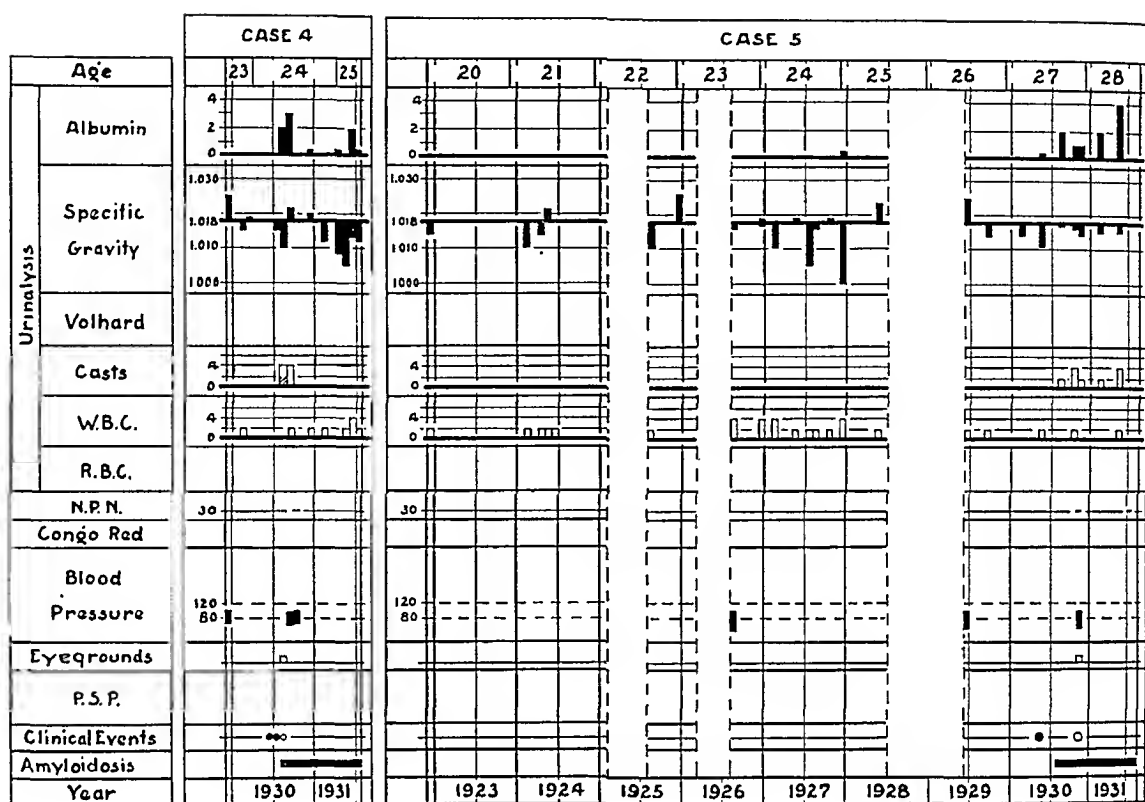 CASE 4
CASE 5
Age 23 24 25 20 21 22 23 24 25 26 27 28
Urinalysis
Albumin
4 4
2 2
0 0
Specific Gravity
1.030 1.030
1.018 1.018
1.010 1.010
1.000 1.000
Volhard
Casts
4 4
0 0
W.B.C.
4 4
0 0
R.B.C.
N.P.N. 30 30
Congo Red
Blood Pressure
120 120
80 80
Eyegrounds
P.S.P.
Clinical Events
Amyloidosis
Year 1930 1931 1923 1924 1925 1926 1927 1928 1929 1930 1931